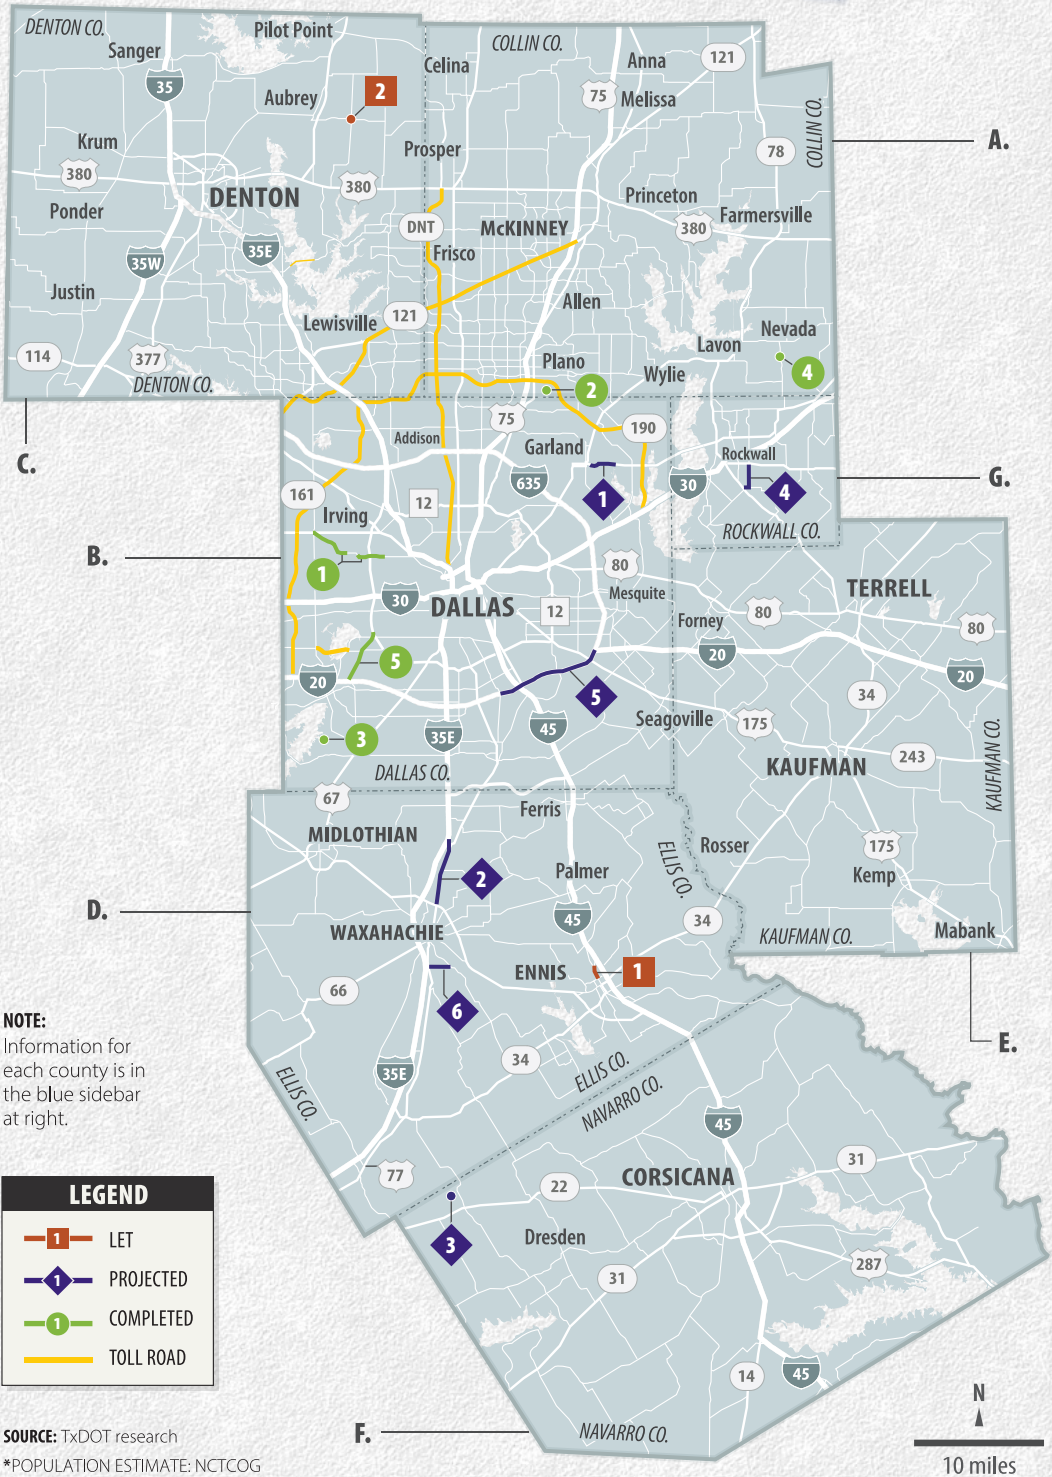 DENTON CO.
Pilot Point
Sanger
COLLIN CO.
Celina
Anna
121
35
Aubrey
2
75
Melissa
COLLIN CO.
Krum
Prosper
78
A.
380
380
DENTON
Princeton
Ponder
Farmersville
DNT
McKINNEY
380
35W
35E
Frisco
Justin
Allen
Lewisville
121
Nevada
Lavon
114
377
Plano
Wylie
4
DENTON CO.
2
C.
75
190
Addison
Garland
Rockwall
G.
635
30
161
12
1
4
Irving
ROCKWALL CO.
B.
1
80
TERRELL
30
DALLAS
12
Mesquite
80
Forney
80
5
20
20
20
5
34
Seagoville
175
3
35E
45
KAUFMAN
243
KAUFMAN CO.
DALLAS CO.
67
Ferris
MIDLOTHIAN
Rosser
175
ELLIS CO.
2
Palmer
Kemp
D.
45
34
WAXAHACHIE
KAUFMAN CO.
Mabank
ENNIS
1
66
6
E.
NOTE:
Information for
each county is in
the blue sidebar
at right.
34
35E
ELLIS CO.
ELLIS CO.
NAVARRO CO.
45
31
77
CORSICANA
22
LEGEND
1 LET
1 PROJECTED
1 COMPLETED
TOLL ROAD
3
Dresden
31
287
14
45
N
F.
NAVARRO CO.
10 miles
SOURCE: TxDOT research
*POPULATION ESTIMATE: NCTCOG